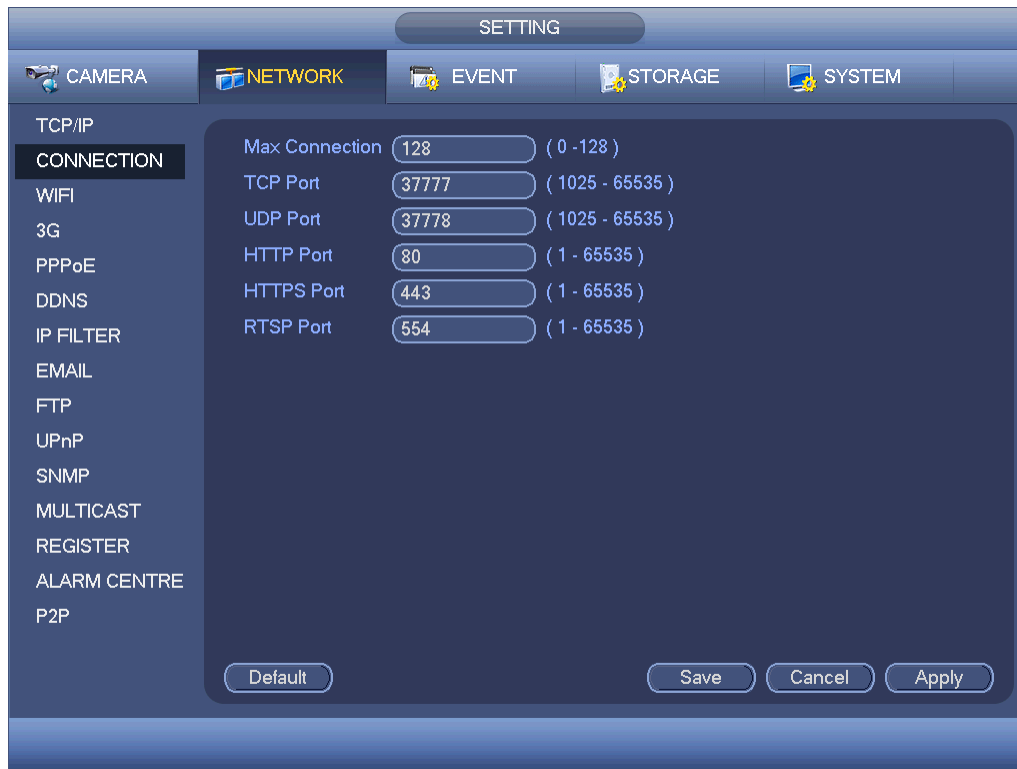 SETTING
CAMERA NETWORK EVENT STORAGE SYSTEM
TCP/IP
CONNECTION
WIFI
3G
PPPoE
DDNS
IP FILTER
EMAIL
FTP
UPnP
SNMP
MULTICAST
REGISTER
ALARM CENTRE
P2P
Max Connection 128 ( 0 -128 )
TCP Port 37777 ( 1025 - 65535 )
UDP Port 37778 ( 1025 - 65535 )
HTTP Port 80 ( 1 - 65535 )
HTTPS Port 443 ( 1 - 65535 )
RTSP Port 554 ( 1 - 65535 )
Default Save Cancel Apply